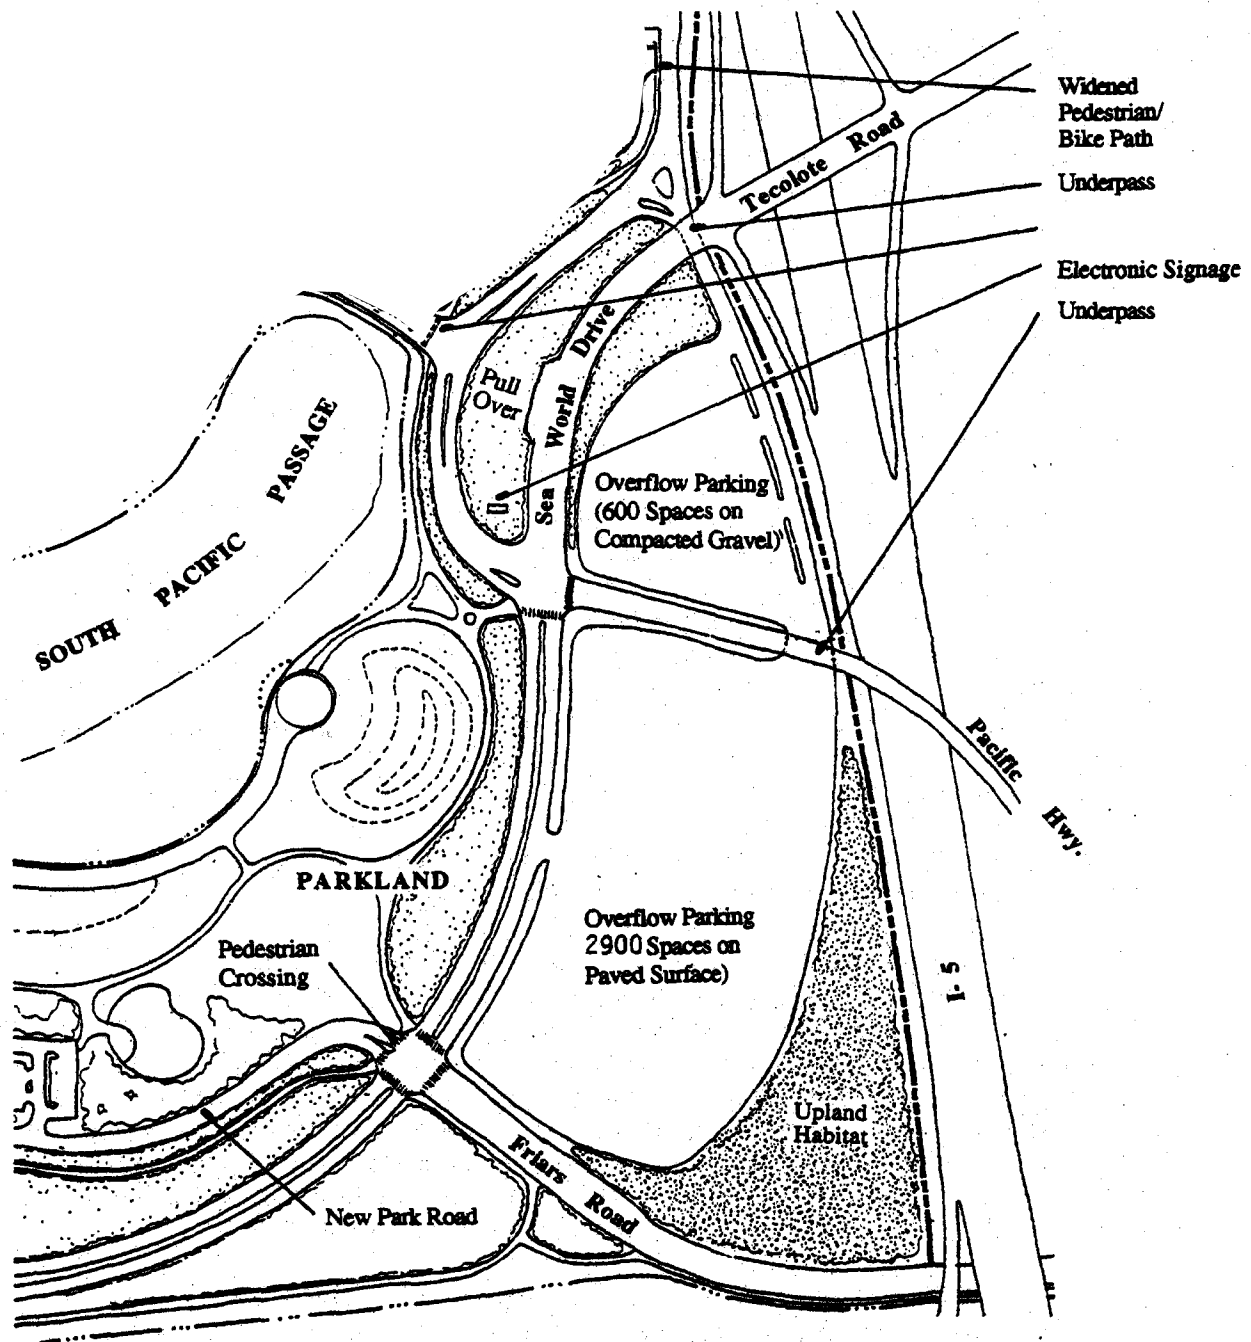 Widened
Pedestrian/
Bike Path
Tecolote Road
Underpass
Electronic Signage
Underpass
Sea World Drive
Pull
Over
SOUTH PACIFIC PASSAGE
Overflow Parking
(600 Spaces on
Compacted Gravel)
Pacific Hwy.
PARKLAND
Overflow Parking
2900 Spaces on
Paved Surface)
Pedestrian
Crossing
I-5
Upland
Habitat
Friars Road
New Park Road